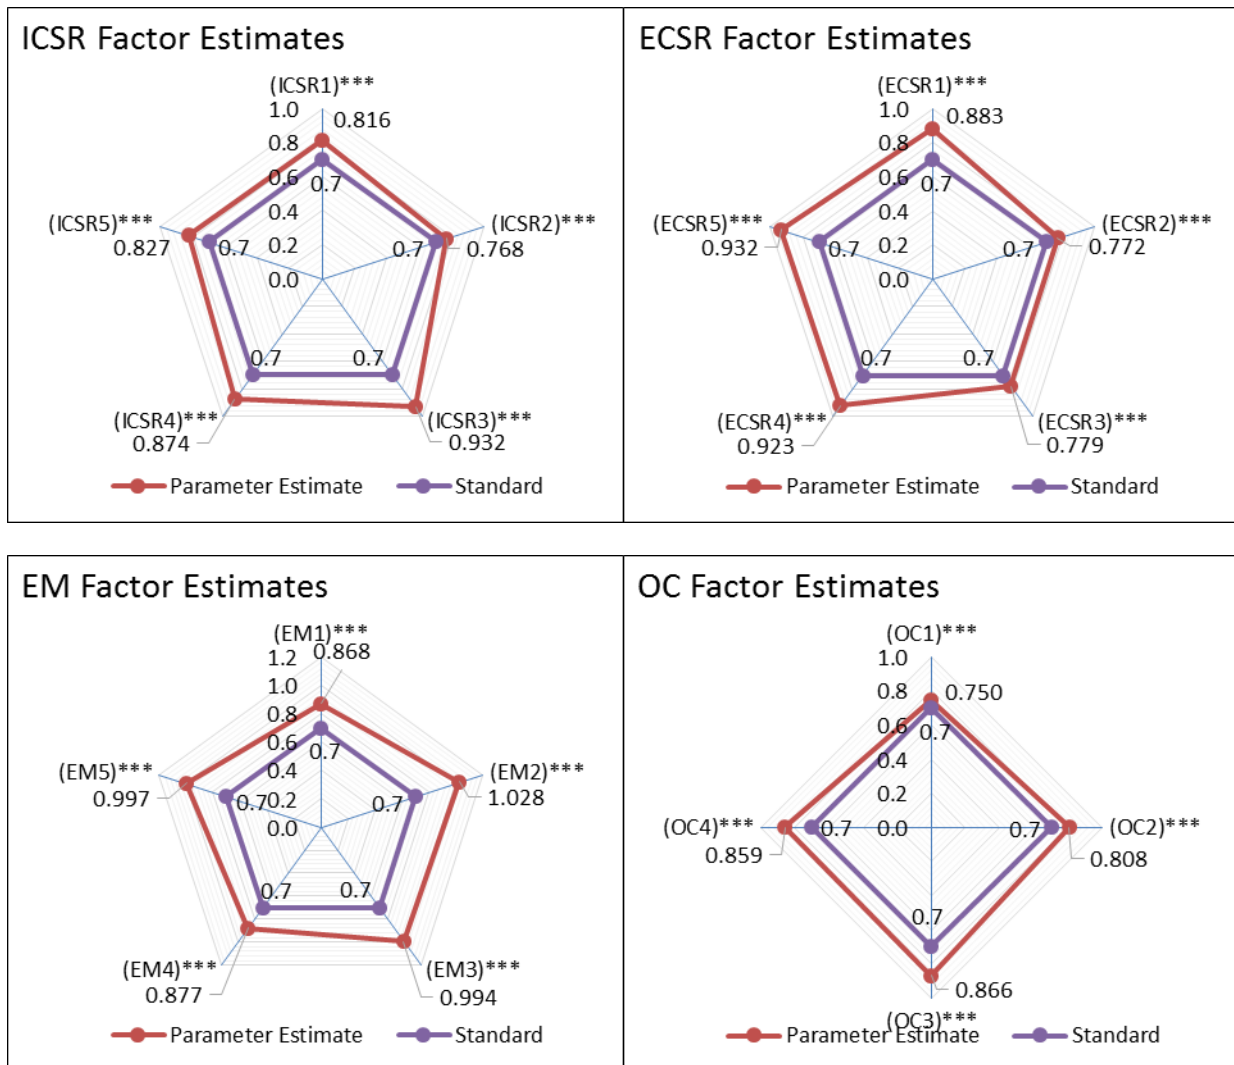 ICSR Factor Estimates
(ICSR1)***
1.0
0.816
0.8
0.7
0.6
(ICSR5)***
0.827
0.7
0.7
(ICSR2)***
0.768
0.4
0.2
0.0
0.7
0.7
(ICSR4)***
0.874
(ICSR3)***
0.932
Parameter Estimate
Standard
ECSR Factor Estimates
(ECSR1)***
1.0
0.883
0.8
0.7
0.6
(ECSR5)***
0.932
0.7
0.7
(ECSR2)***
0.772
0.4
0.2
0.0
0.7
0.7
(ECSR4)***
0.923
(ECSR3)***
0.779
Parameter Estimate
Standard
EM Factor Estimates
(EM1)***
0.868
1.2
1.0
0.8
0.7
0.6
(EM5)***
0.997
0.7
0.7
(EM2)***
1.028
0.4
0.2
0.0
0.7
0.7
(EM4)***
0.877
(EM3)***
0.994
Parameter Estimate
Standard
OC Factor Estimates
(OC1)***
1.0
0.8
0.750
0.6
0.7
0.4
0.2
(OC4)***
0.859
0.7
0.0
0.7
(OC2)***
0.808
0.7
0.866
(OC3)***
Parameter Estimate
Standard